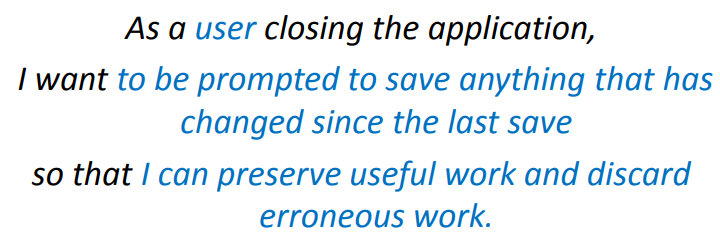 As a user closing the application,
I want to be prompted to save anything that has
changed since the last save
so that I can preserve useful work and discard
erroneous work.